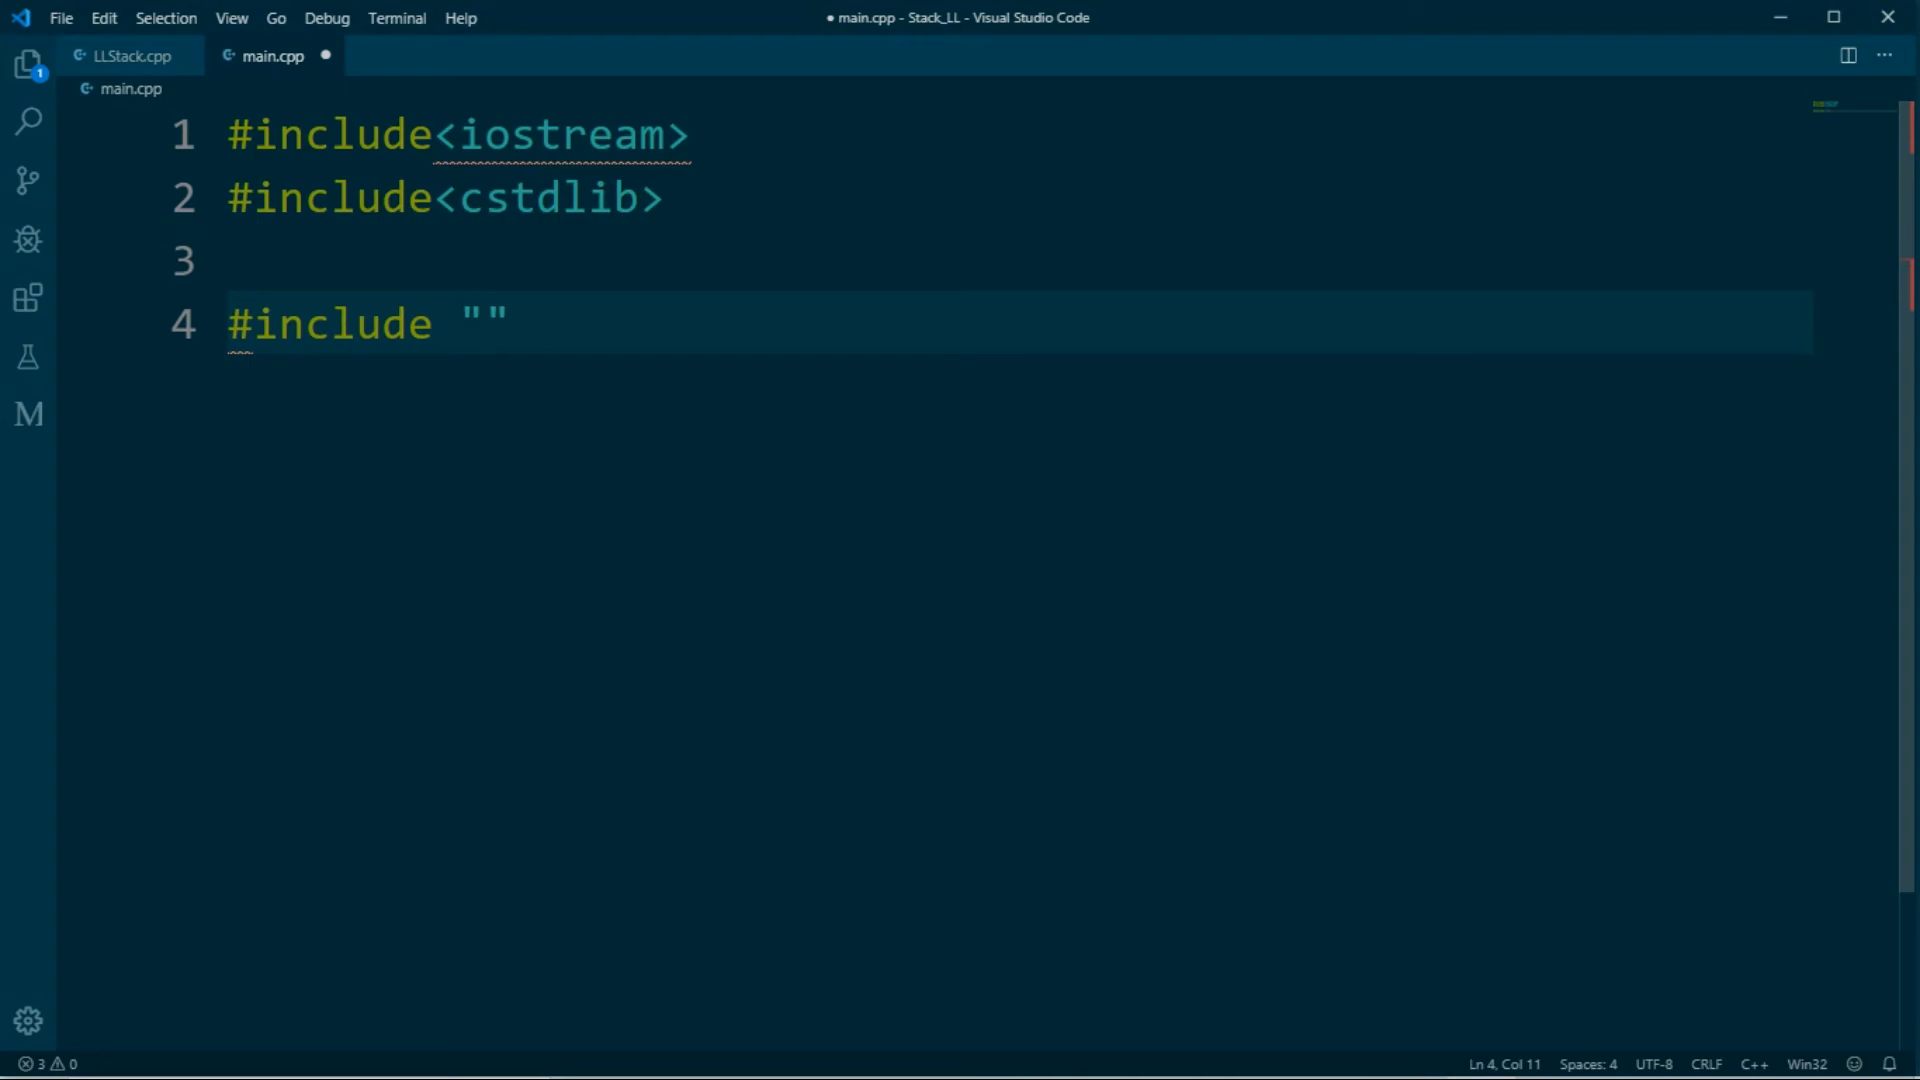 File Edit Selection View Go Debug Terminal Help
● main.cpp - Stack_LL - Visual Studio Code
LLStack.cpp main.cpp ●
main.cpp
1 #include<iostream>
2 #include<cstdlib>
3
4 #include ""
1
M
3 0
Ln 4, Col 11 Spaces: 4 UTF-8 CRLF C++ Win32